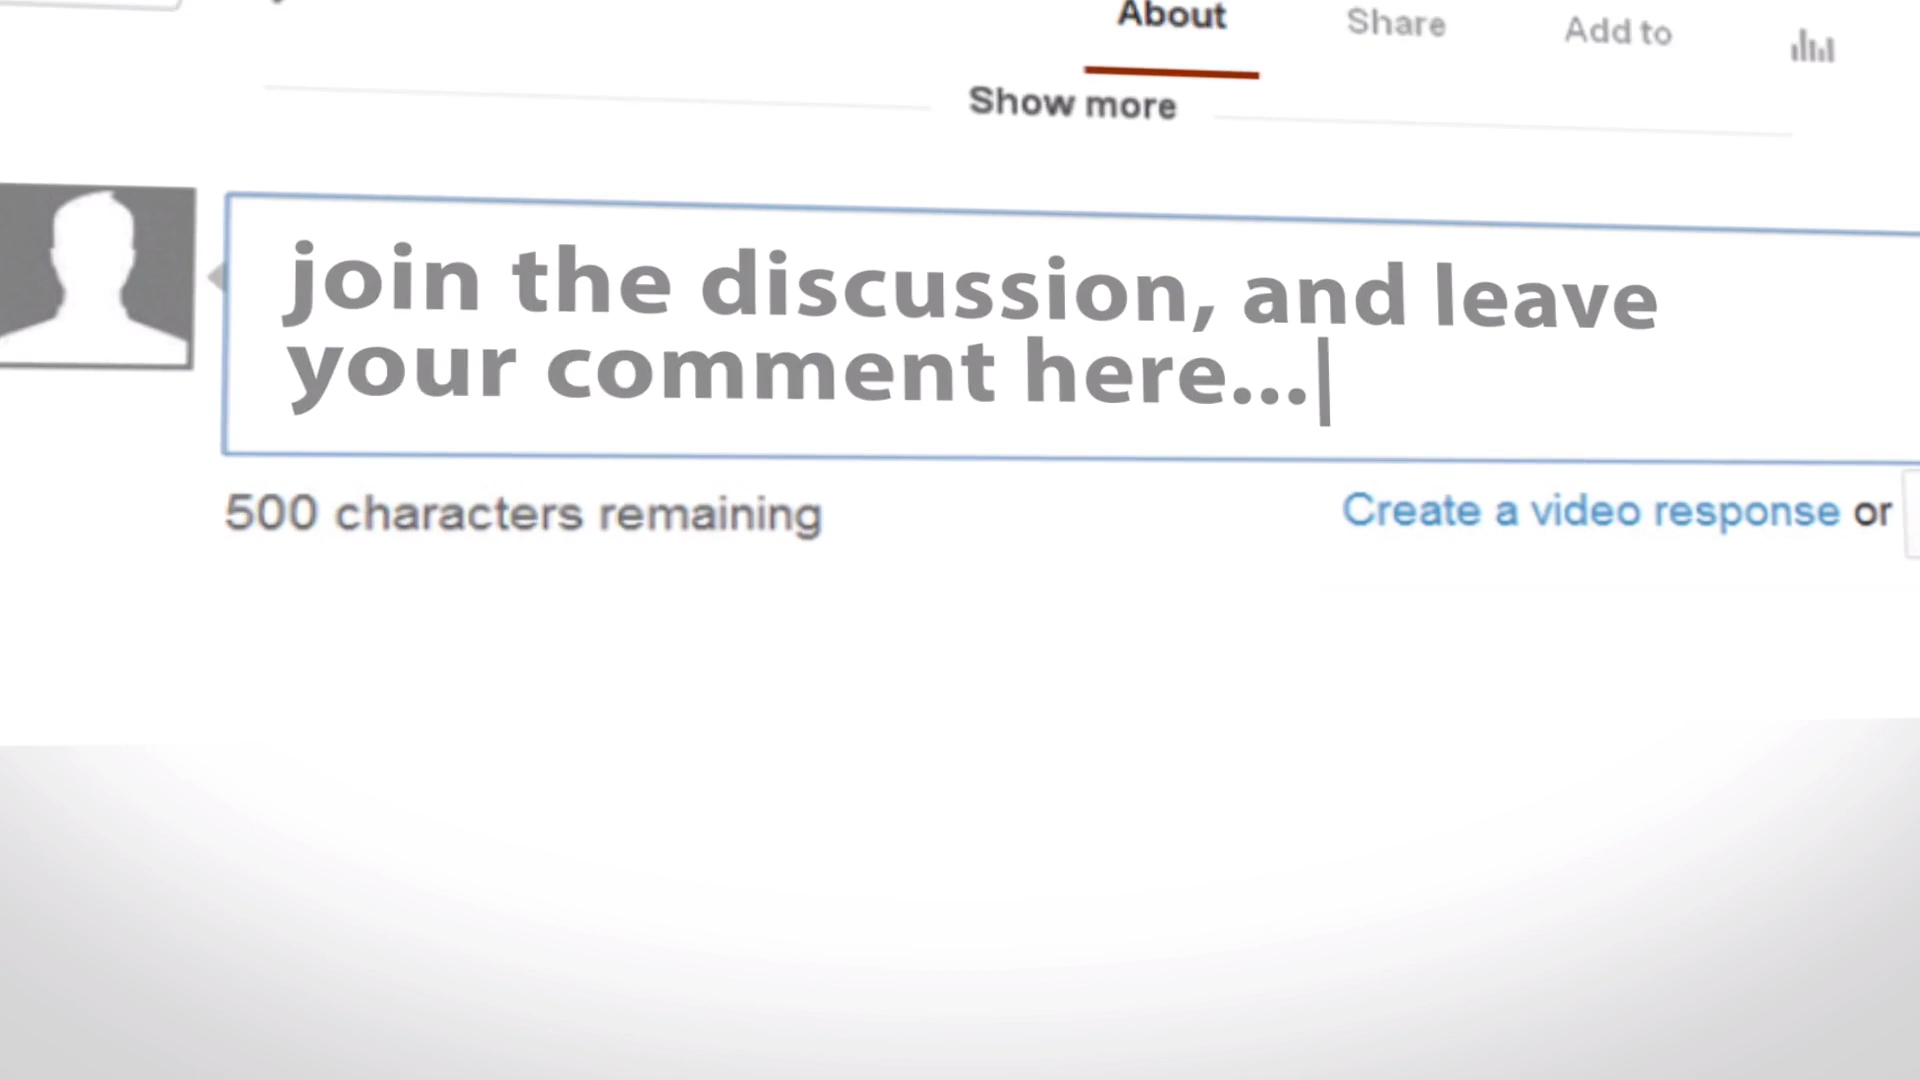 About
Share
Add to
Show more
join the discussion, and leave
your comment here...
500 characters remaining
Create a video response or